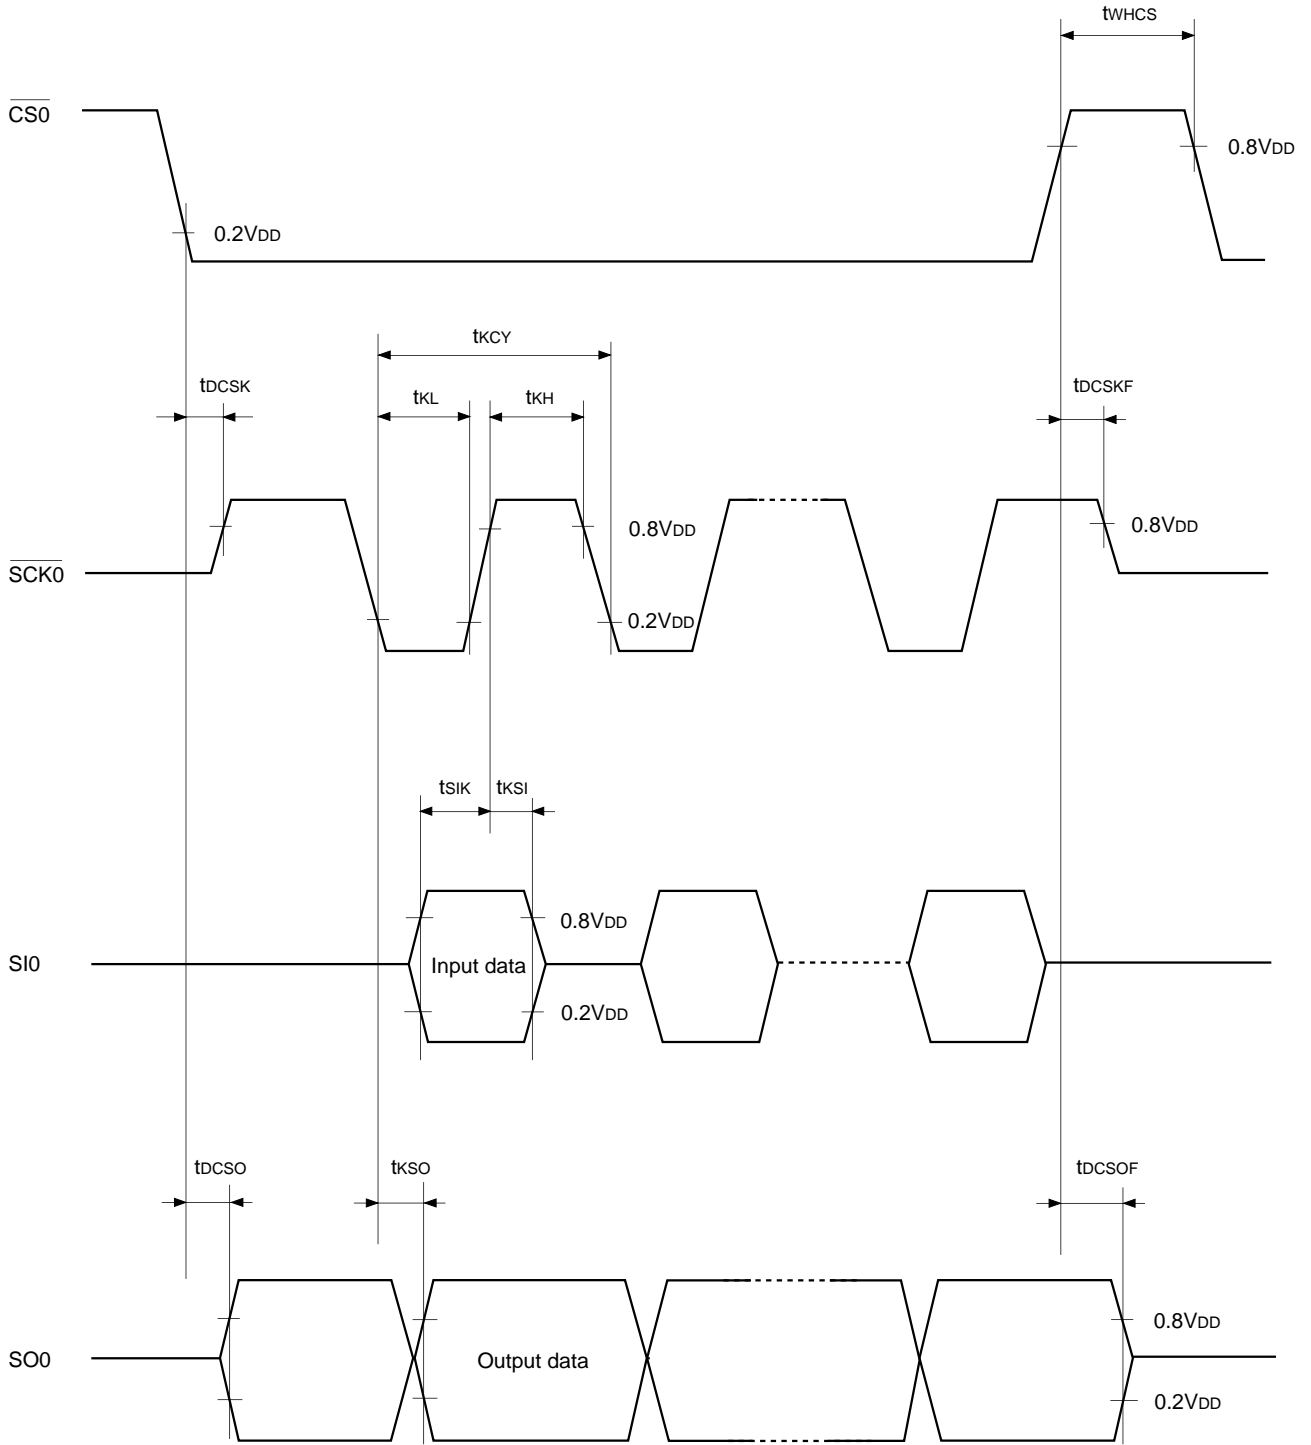 tWHCS
CS0
0.8VDD
0.2VDD
tKCY
tDCSK
tKL
tKH
tDCSKF
0.8VDD
0.8VDD
SCK0
0.2VDD
tSIK
tKSI
0.8VDD
SI0
Input data
0.2VDD
tDCSO
tKSO
tDCSOF
0.8VDD
SO0
Output data
0.2VDD